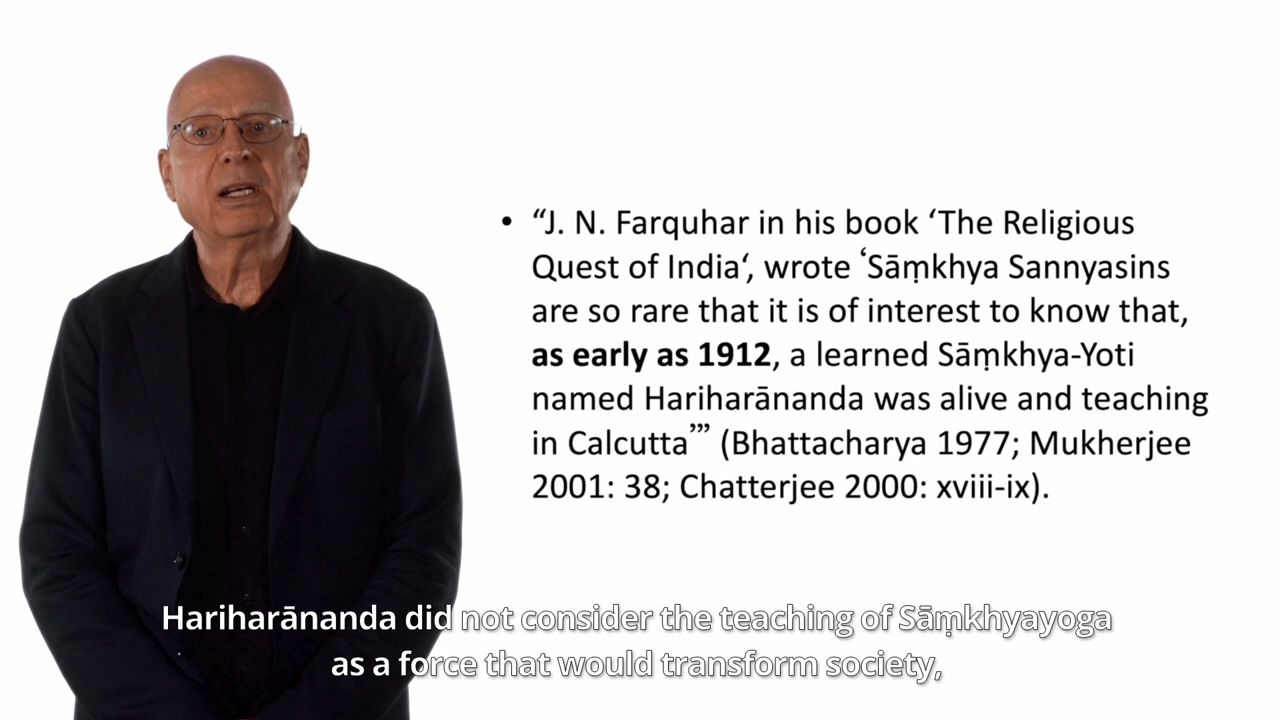 • “J. N. Farquhar in his book ‘The Religious
Quest of India‘, wrote ‘Sāṃkhya Sannyasins
are so rare that it is of interest to know that,
as early as 1912, a learned Sāṃkhya-Yoti
named Hariharānanda was alive and teaching
in Calcutta’” (Bhattacharya 1977; Mukherjee
2001: 38; Chatterjee 2000: xviii-ix).
Hariharānanda did not consider the teaching of Sāṃkhyayoga
as a force that would transform society,